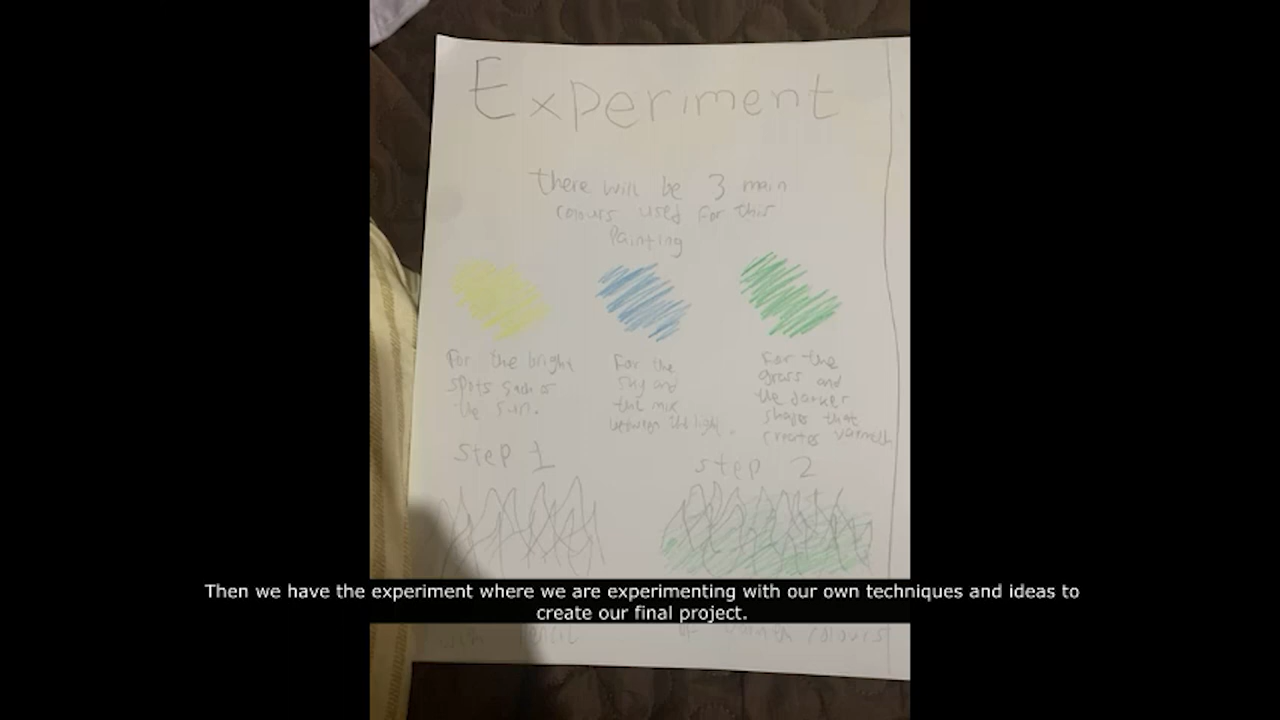 Experiment
there will be 3 main
colours used for this
Painting
For the bright
spots such as
the sun.
For the
sky and
the mix
between the light.
For the
grass and
the darker
shapes that
creates
step 1
step 2
Then we have the experiment where we are experimenting with our own techniques and ideas to
create our final project.
with
of colours